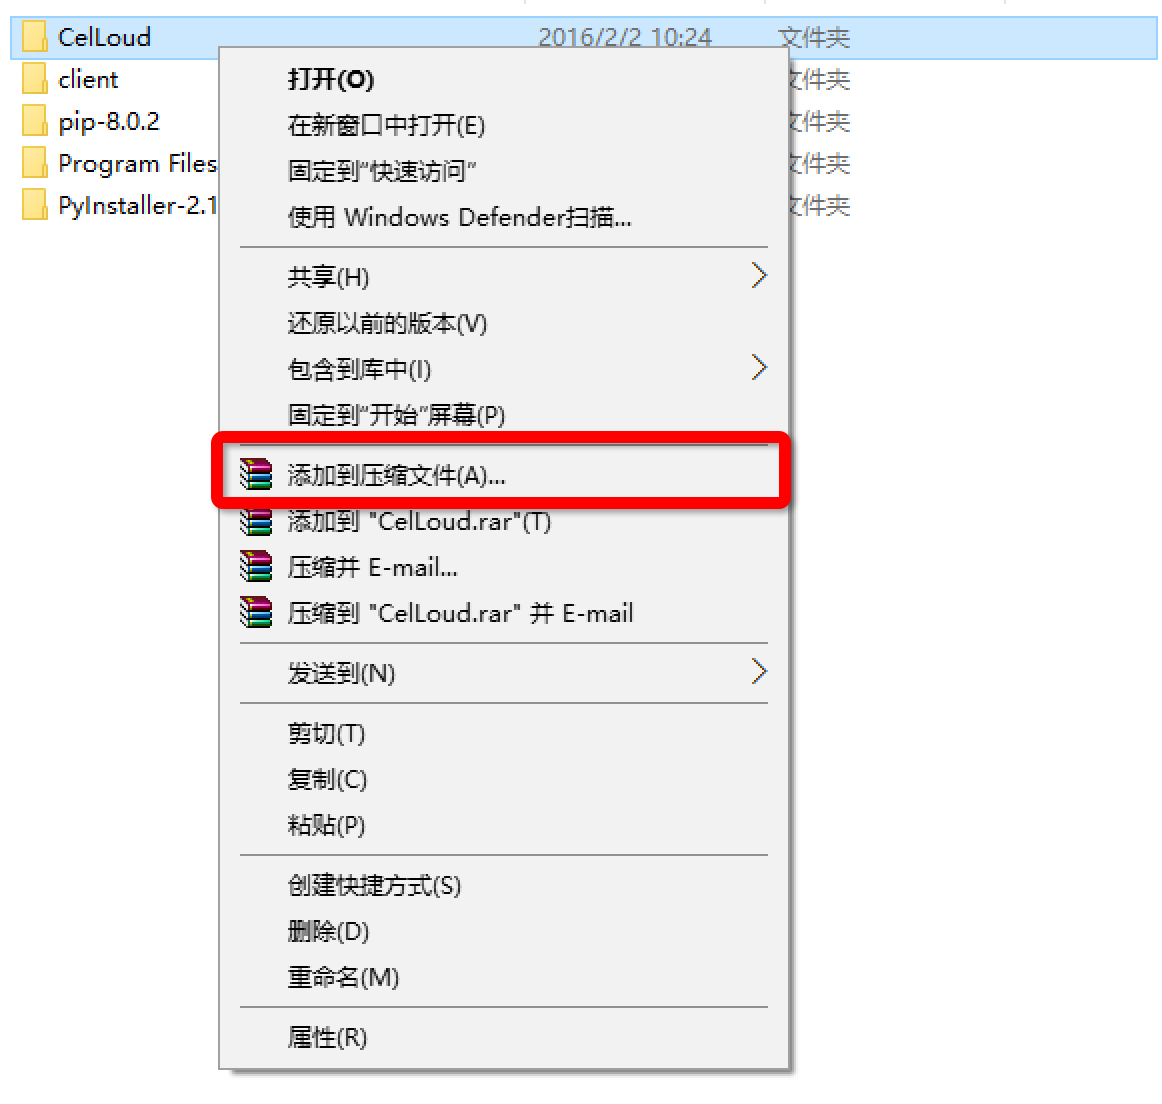 CelLoud 2016/2/2 10:24 文件夹
client 文件夹
pip-8.0.2 文件夹
Program Files 文件夹
PyInstaller-2.1 文件夹
打开(O)
在新窗口中打开(E)
固定到"快速访问"
使用 Windows Defender扫描...
共享(H)
还原以前的版本(V)
包含到库中(I)
固定到"开始"屏幕(P)
添加到压缩文件(A)...
添加到 "CelLoud.rar"(T)
压缩并 E-mail...
压缩到 "CelLoud.rar" 并 E-mail
发送到(N)
剪切(T)
复制(C)
粘贴(P)
创建快捷方式(S)
删除(D)
重命名(M)
属性(R)